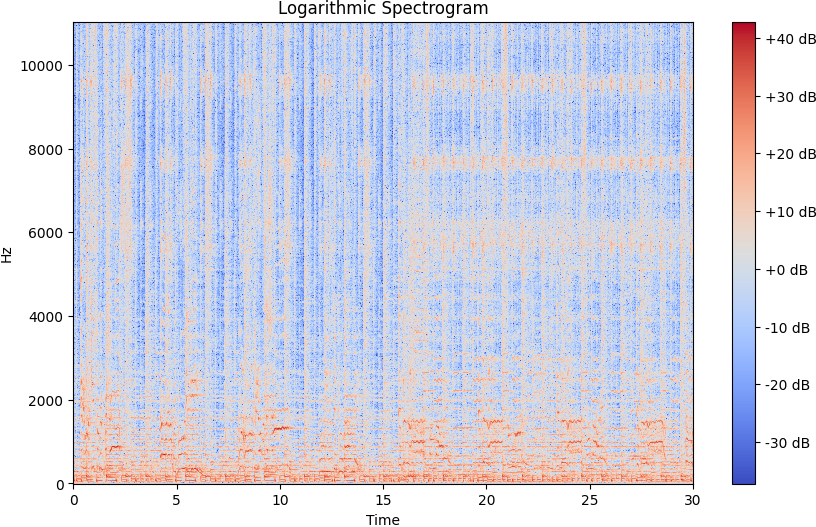 Logarithmic Spectrogram
Hz
10000
8000
6000
4000
2000
0
0 5 10 15 20 25 30
Time
+40 dB
+30 dB
+20 dB
+10 dB
+0 dB
-10 dB
-20 dB
-30 dB